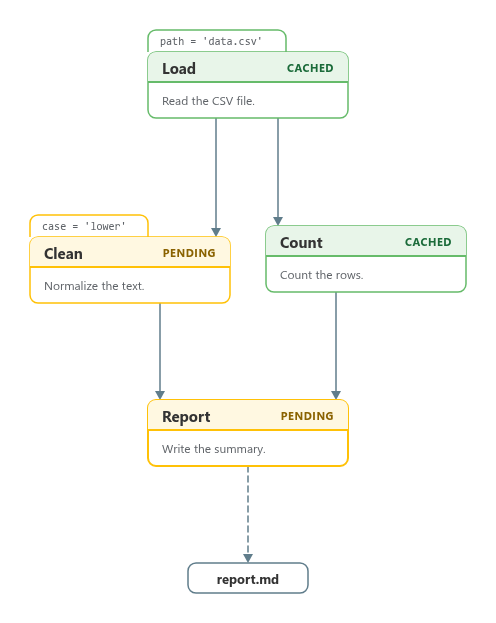 path = 'data.csv'
Load CACHED
Read the CSV file.
case = 'lower'
Clean PENDING
Normalize the text.
Count CACHED
Count the rows.
Report PENDING
Write the summary.
report.md